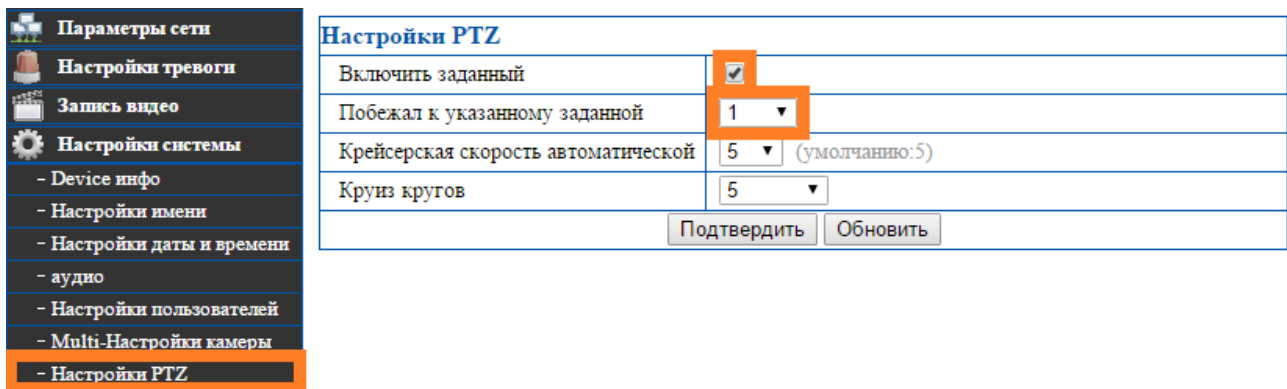 Параметры сети
Настройки тревоги
Запись видео
Настройки системы
- Device инфо
- Настройки имени
- Настройки даты и времени
- аудио
- Настройки пользователей
- Multi-Настройки камеры
- Настройки PTZ
Настройки PTZ
Включить заданный
Побежал к указанному заданной 1
Крейсерская скорость автоматической 5 (умолчанию:5)
Круиз кругов 5
Подтвердить Обновить